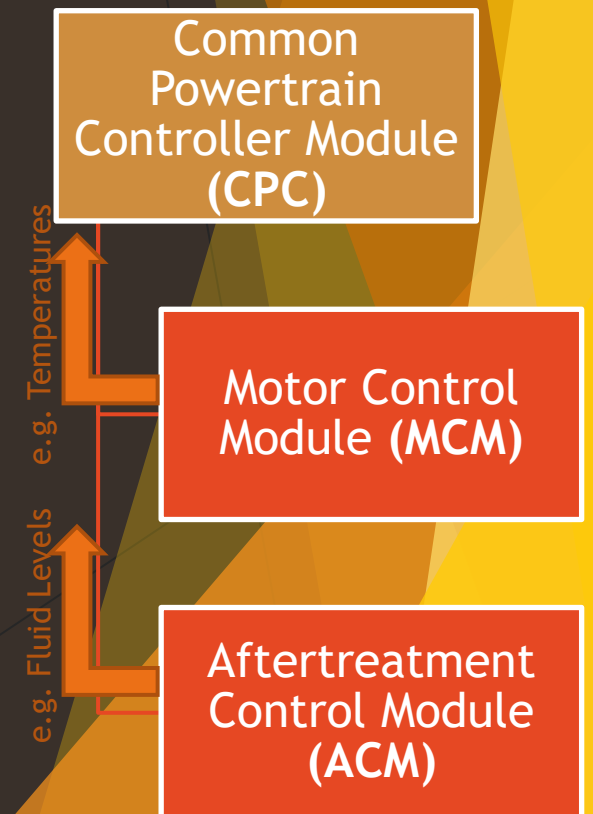 Common
Powertrain
Controller Module
(CPC)
e.g. Temperatures
Motor Control
Module (MCM)
e.g. Fluid Levels
Aftertreatment
Control Module
(ACM)